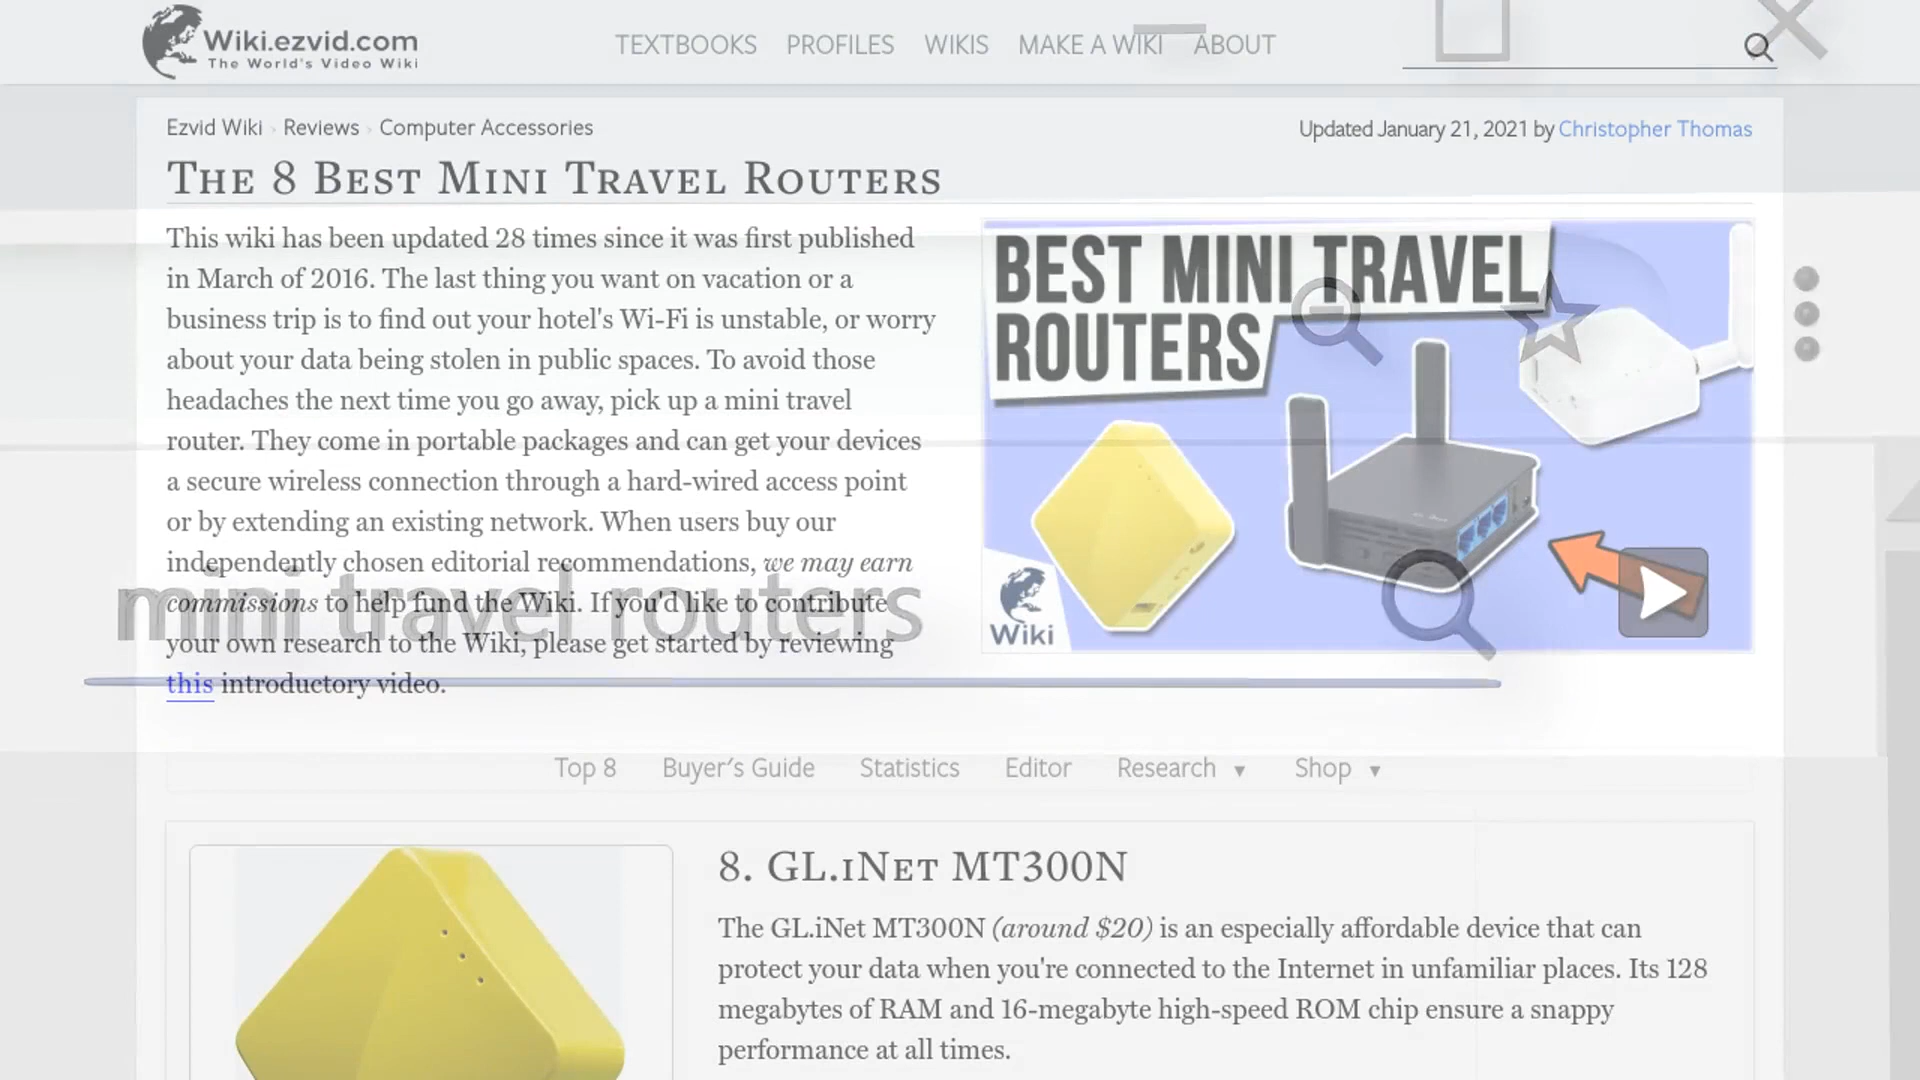 Wiki.ezvid.com
The World's Video Wiki
TEXTBOOKS PROFILES WIKIS MAKE A WIKI ABOUT
Ezvid Wiki › Reviews › Computer Accessories
Updated January 21, 2021 by Christopher Thomas
THE 8 BEST MINI TRAVEL ROUTERS
This wiki has been updated 28 times since it was first published
in March of 2016. The last thing you want on vacation or a
business trip is to find out your hotel's Wi-Fi is unstable, or worry
about your data being stolen in public spaces. To avoid those
headaches the next time you go away, pick up a mini travel
router. They come in portable packages and can get your devices
a secure wireless connection through a hard-wired access point
or by extending an existing network. When users buy our
independently chosen editorial recommendations, we may earn
commissions to help fund the Wiki. If you'd like to contribute
your own research to the Wiki, please get started by reviewing
this introductory video.
mini travel routers
BEST MINI TRAVEL
ROUTERS
Wiki
Top 8 Buyer's Guide Statistics Editor Research ▼ Shop ▼
8. GL.iNET MT300N
The GL.iNet MT300N (around $20) is an especially affordable device that can
protect your data when you're connected to the Internet in unfamiliar places. Its 128
megabytes of RAM and 16-megabyte high-speed ROM chip ensure a snappy
performance at all times.